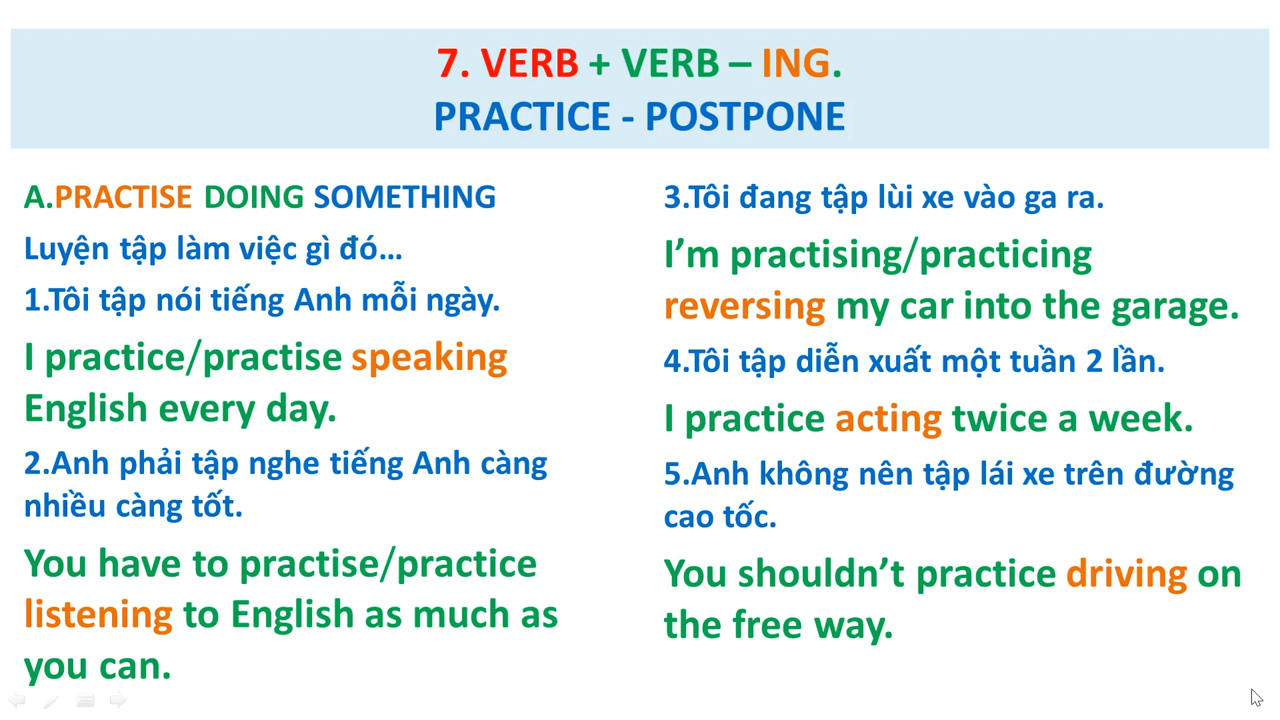 7. VERB + VERB – ING.
PRACTICE - POSTPONE
A.PRACTISE DOING SOMETHING
Luyện tập làm việc gì đó…
1.Tôi tập nói tiếng Anh mỗi ngày.
I practice/practise speaking
English every day.
2.Anh phải tập nghe tiếng Anh càng
nhiều càng tốt.
You have to practise/practice
listening to English as much as
you can.
3.Tôi đang tập lùi xe vào ga ra.
I’m practising/practicing
reversing my car into the garage.
4.Tôi tập diễn xuất một tuần 2 lần.
I practice acting twice a week.
5.Anh không nên tập lái xe trên đường
cao tốc.
You shouldn’t practice driving on
the free way.